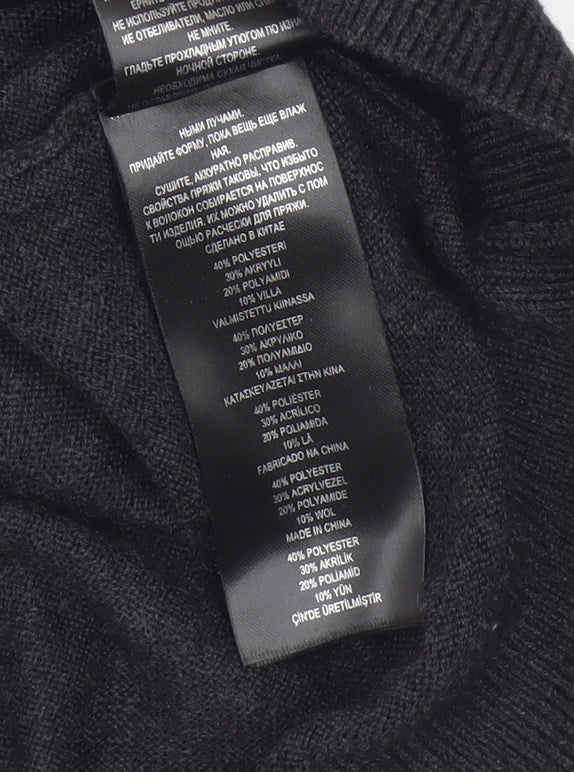 НЕ ИСПОЛЬЗУЙТЕ
НЕ ОТБЕЛИВАТЕЛИ, МАСЛО ИЛИ
НЕ МНИТЕ.
ГЛАДЬТЕ ПРОХЛАДНЫМ УТЮГОМ ПО
НОЧНОЙ СТОРОНЕ.
НЕОБХОДИМА СУХАЯ ЧИСТКА.
НЫМИ ЛУЧАМИ.
ПРИДАЙТЕ ФОРМУ, ПОКА ВЕЩЬ ЕЩЕ ВЛАЖ
НАЯ.
СУШИТЕ, АККУРАТНО РАСПРАВИВ.
СВОЙСТВА ПРЯЖИ ТАКОВЫ, ЧТО ИЗБЫТО
К ВОЛОКОН СОБИРАЕТСЯ НА ПОВЕРХНОС
ТИ ИЗДЕЛИЯ. ИХ МОЖНО УДАЛИТЬ С ПОМ
ОЩЬЮ РАСЧЕСКИ ДЛЯ ПРЯЖИ.
СДЕЛАНО В КИТАЕ
40% POLYESTERI
30% AKRYYLI
20% POLYAMIDI
10% VILLA
VALMISTETTU KIINASSA
40% ΠΟΛΥΕΣΤΕΡ
30% ΑΚΡΥΛΙΚΟ
20% ΠΟΛΥΑΜΙΔΙΟ
10% ΜΑΛΛΙ
ΚΑΤΑΣΚΕΥΑΖΕΤΑΙ ΣΤΗΝ ΚΙΝΑ
40% POLIÉSTER
30% ACRÍLICO
20% POLIAMIDA
10% LÃ
FABRICADO NA CHINA
40% POLYESTER
30% ACRYLVEZEL
20% POLYAMIDE
10% WOL
MADE IN CHINA
40% POLYESTER
30% AKRİLİK
20% POLİAMİD
10% YÜN
ÇİN'DE ÜRETİLMİŞTİR